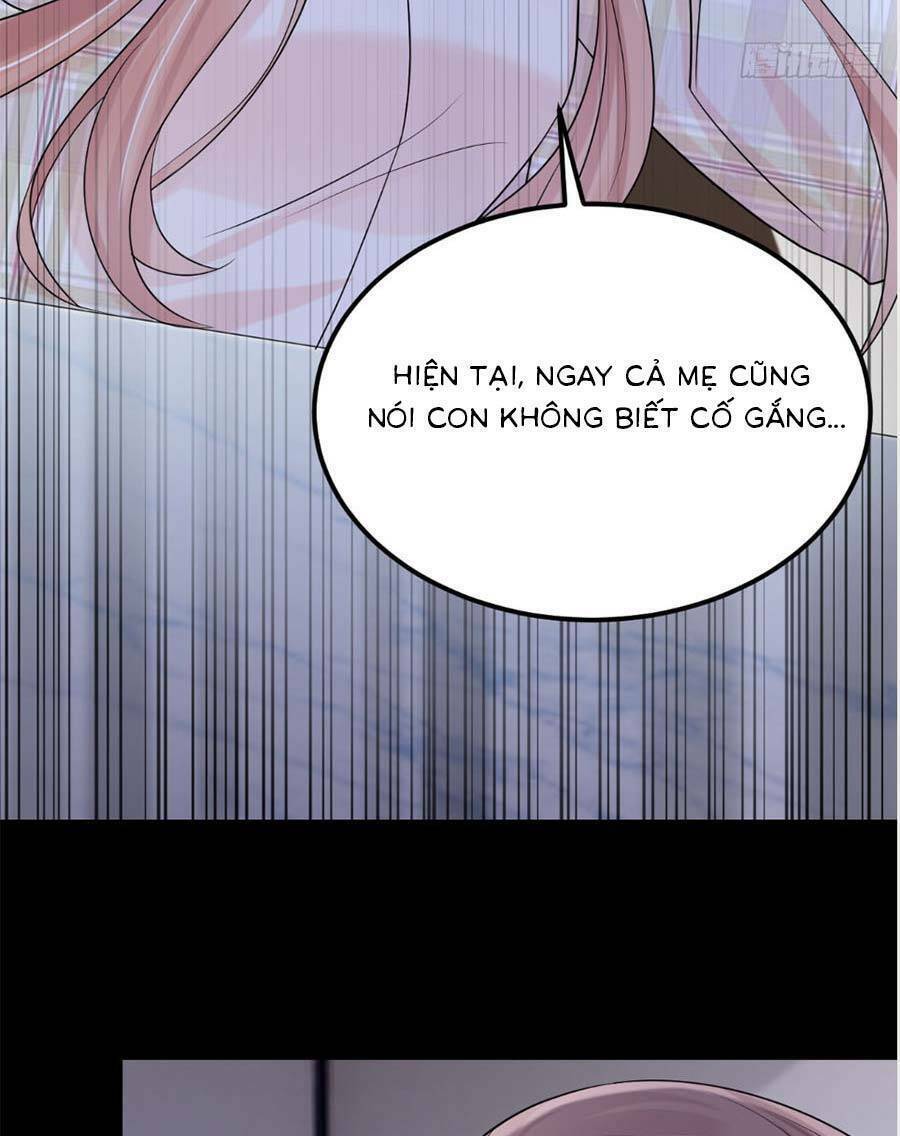 HIỆN TẠI, NGAY CẢ MẸ CŨNG
NÓI CON KHÔNG BIẾT CỐ GẮNG...